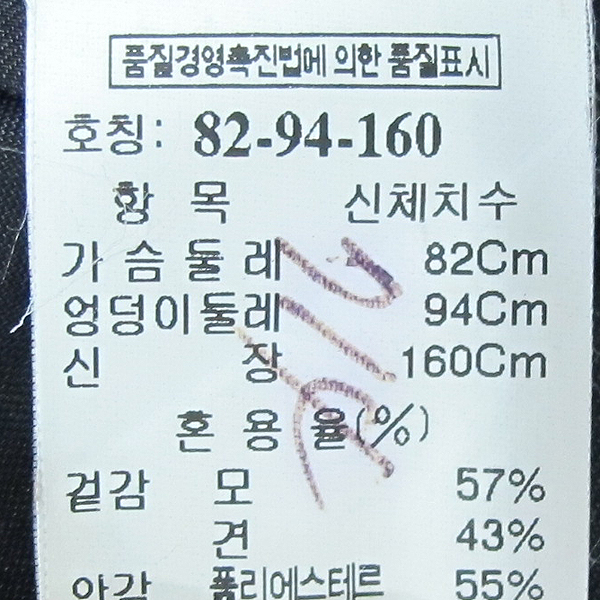 품질경영촉진법에 의한 품질표시
호칭: 82-94-160
항 목 신체치수
가 슴 둘 레 82Cm
엉덩이둘레 94Cm
신 장 160Cm
혼 용 율(%)
겉감 모 57%
견 43%
안감 폴리에스테르 55%